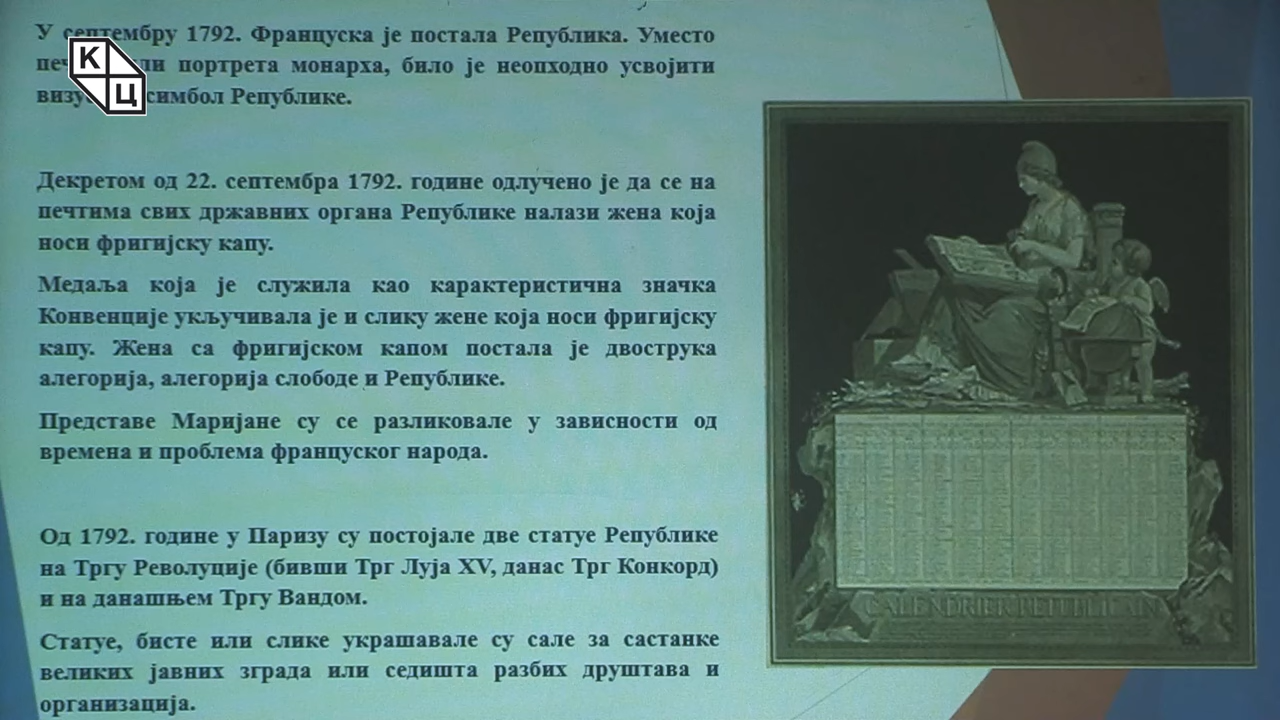 У септембру 1792. Француска је постала Република. Уместо
портрета монарха, било је неопходно усвојити
симбол Републике.
К
Ц
Декретом од 22. септембра 1792. године одлучено је да се на
печтима свих државних органа Републике налази жена која
носи фригијску капу.
Медаља која је служила као карактеристична значка
Конвенције укључивала је и слику жене која носи фригијску
капу. Жена са фригијском капом постала је двострука
алегорија, алегорија слободе и Републике.
Представе Маријане су се разликовале у зависности од
времена и проблема француског народа.
Од 1792. године у Паризу су постојале две статуе Републике
на Тргу Револуције (бивши Трг Луја XV, данас Трг Конкорд)
и на данашњем Тргу Вандом.
Статуе, бисте или слике украшавале су сале за састанке
великих јавних зграда или седишта разбих друштава и
организација.
CALENDRIER REPUBLICAIN